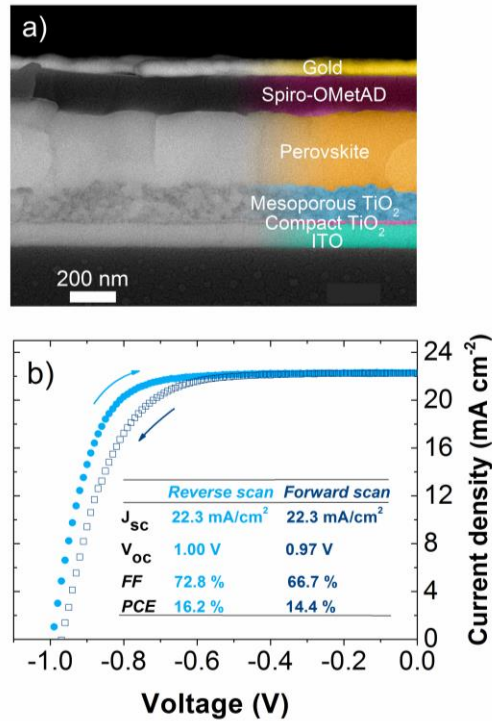 a)
Gold
Spiro-OMetAD
Perovskite
Mesoporous TiO₂
Compact TiO₂
ITO
200 nm
b)
24
20
16
12
8
4
0
Current density (mA cm⁻²)
Reverse scan Forward scan
Jsc 22.3 mA/cm² 22.3 mA/cm²
Voc 1.00 V 0.97 V
FF 72.8 % 66.7 %
PCE 16.2 % 14.4 %
-1.0 -0.8 -0.6 -0.4 -0.2 0.0
Voltage (V)